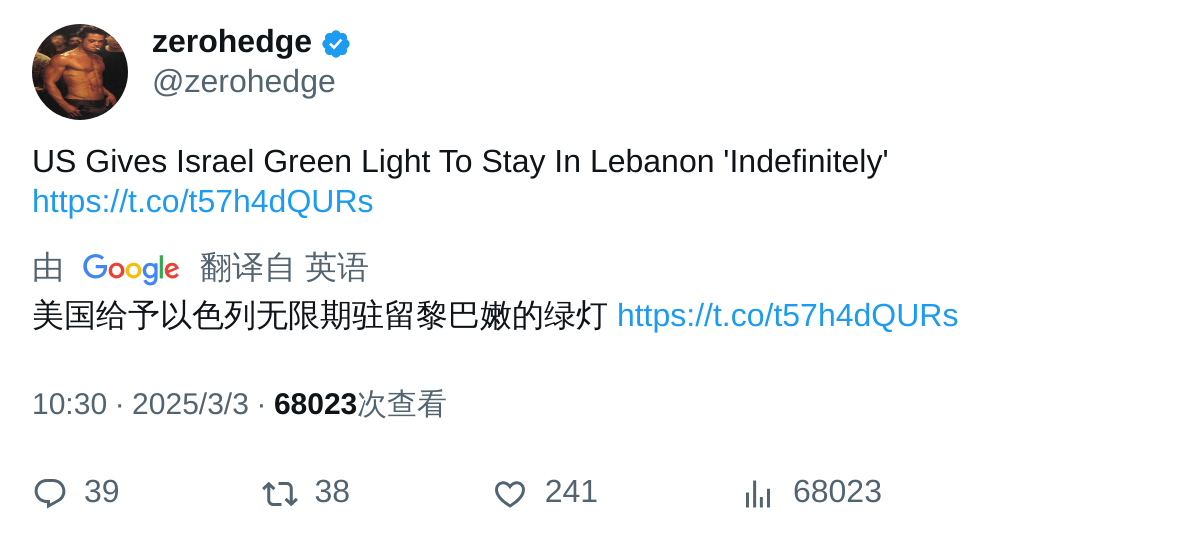 zerohedge
@zerohedge
US Gives Israel Green Light To Stay In Lebanon 'Indefinitely'
https://t.co/t57h4dQURs
由 Google 翻译自 英语
美国给予以色列无限期驻留黎巴嫩的绿灯 https://t.co/t57h4dQURs
10:30 · 2025/3/3 · 68023次查看
39 38 241 68023